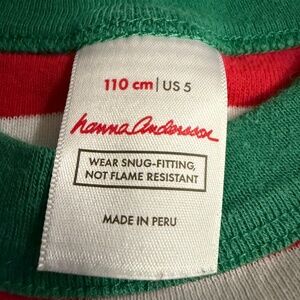 110 cm | US 5
hanna andersson
WEAR SNUG-FITTING,
NOT FLAME RESISTANT
MADE IN PERU